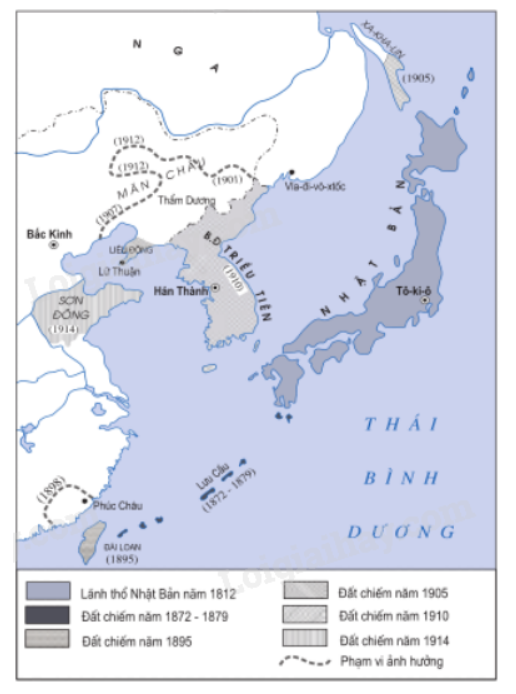 XA-KHA-LIN
N G A
(1905)
(1912)
(1912)
MÃN CHÂU
(1901)
(1907)
Thẩm Dương
Vla-đi-vô-xtốc
Bắc Kinh
LIÊU ĐÔNG
Lữ Thuận
B.Đ TRIỀU TIÊN
(1910)
NHẬT BẢN
Hán Thành
Tô-ki-ô
SƠN
ĐÔNG
(1914)
THÁI
BÌNH
DƯƠNG
Lưu Cầu
(1872 - 1879)
(1898)
Phúc Châu
ĐÀI LOAN
(1895)
Loigiaihay.com
Lánh thổ Nhật Bản năm 1812
Đất chiếm năm 1872 - 1879
Đất chiếm năm 1895
Đất chiếm năm 1905
Đất chiếm năm 1910
Đất chiếm năm 1914
Phạm vi ảnh hưởng